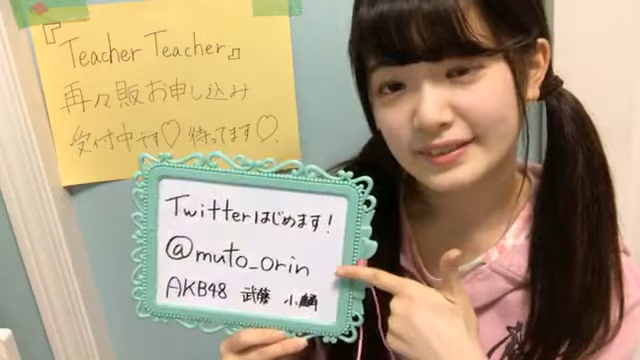 『Teacher Teacher』
再々販お申し込み
受付中です♡ 待ってます♡、
Twitterはじめます!
@muto_orin
AKB48 武藤 小麟